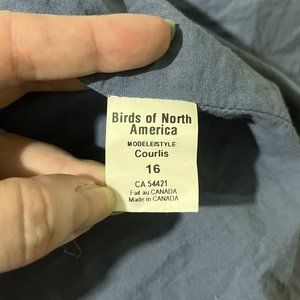 Birds of North
America
MODELE/STYLE:
Courlis
16
CA 54421
Fait au CANADA
Made in CANADA